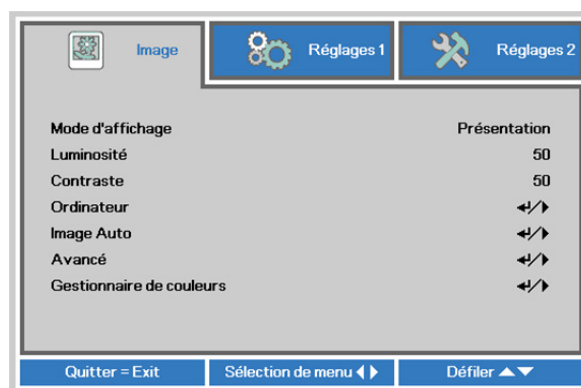 Image
Réglages 1
Réglages 2
Mode d'affichage Présentation
Luminosité 50
Contraste 50
Ordinateur ↵/▶
Image Auto ↵/▶
Avancé ↵/▶
Gestionnaire de couleurs ↵/▶
Quitter = Exit
Sélection de menu ◀▶
Défiler ▲▼